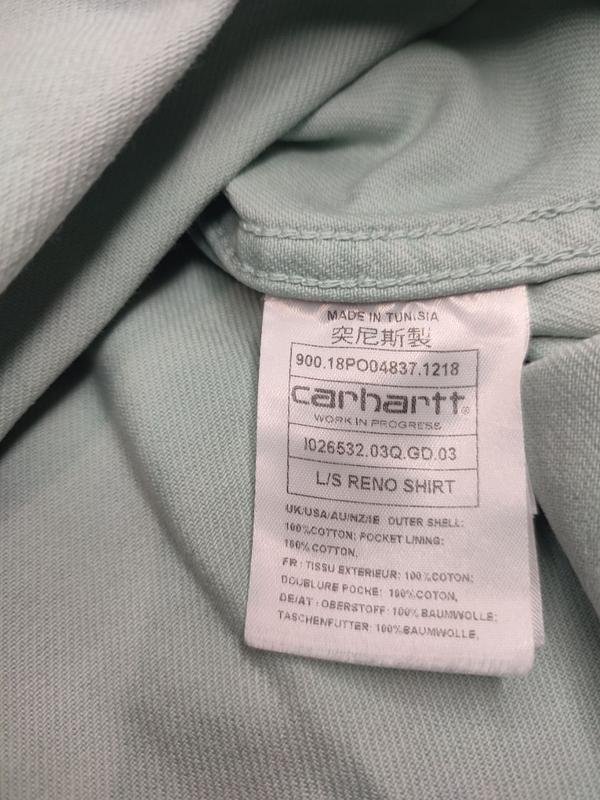 MADE IN TUNISIA
突尼斯製
900.18PO04837.1218
carhartt®
WORK IN PROGRESS
I026532.03Q.GD.03
L/S RENO SHIRT
UK/USA/AU/NZ/IE OUTER SHELL:
100%COTTON; POCKET LINING:
100%COTTON,
FR : TISSU EXTERIEUR: 100%COTON;
DOUBLURE POCHE: 100%COTON,
DE/AT : OBERSTOFF: 100%BAUMWOLLE;
TASCHENFUTTER: 100%BAUMWOLLE,